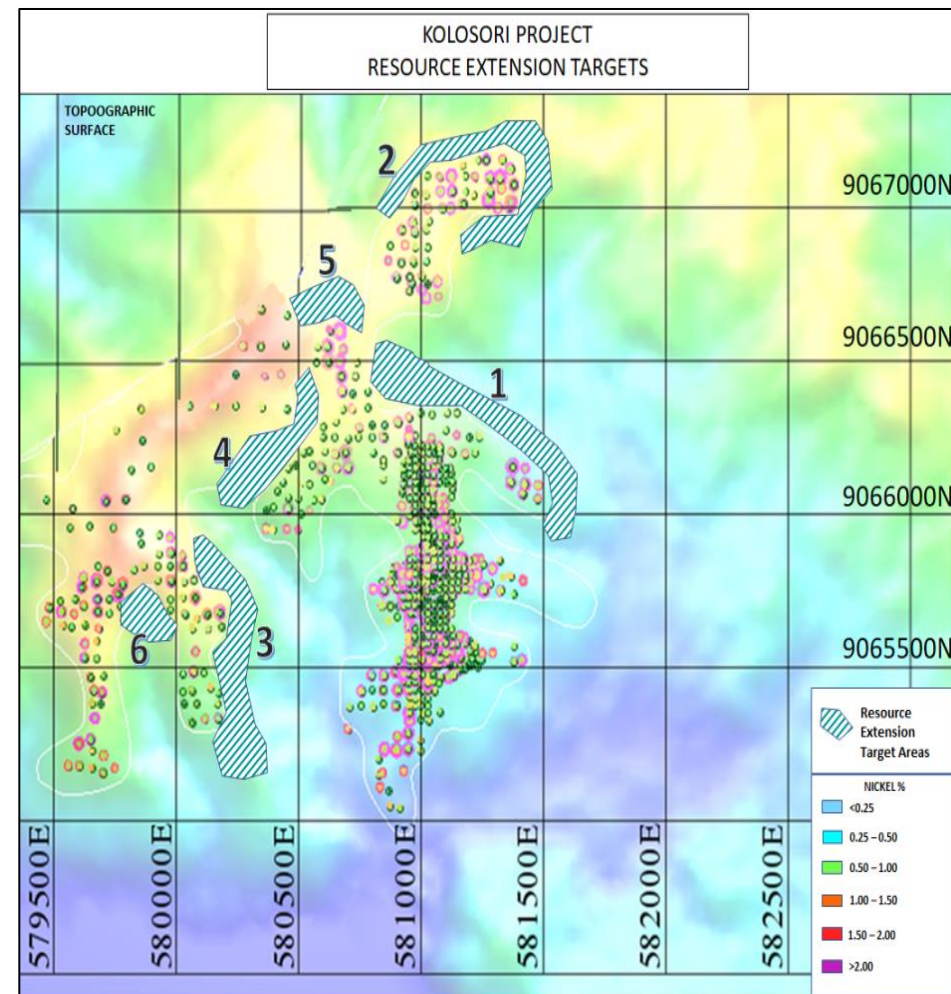 KOLOSORI PROJECT
RESOURCE EXTENSION TARGETS
TOPOOGRAPHIC
SURFACE
2
9067000N
5
9066500N
1
4
9066000N
6
3
9065500N
Resource
Extension
Target Areas
NICKEL %
<0.25
0.25 – 0.50
0.50 – 1.00
1.00 – 1.50
1.50 – 2.00
>2.00
579500E
580000E
580500E
581000E
581500E
582000E
582500E